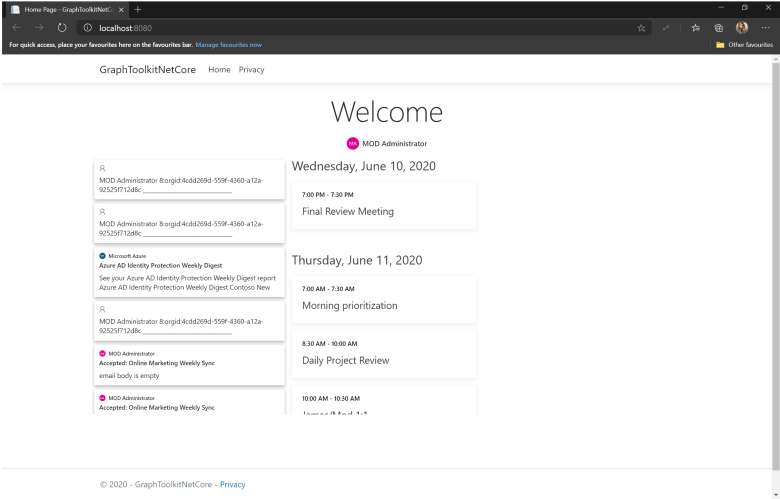 Home Page - GraphToolkitNetC
localhost:8080
For quick access, place your favourites here on the favourites bar. Manage favourites now
Other favourites
GraphToolkitNetCore Home Privacy
Welcome
MA MOD Administrator
MOD Administrator 8:orgid:4cdd269d-559f-4360-a12a-
92525f712d8c ____________________________
MOD Administrator 8:orgid:4cdd269d-559f-4360-a12a-
92525f712d8c ____________________________
Microsoft Azure
Azure AD Identity Protection Weekly Digest
See your Azure AD Identity Protection Weekly Digest report
Azure AD Identity Protection Weekly Digest Contoso New
MOD Administrator 8:orgid:4cdd269d-559f-4360-a12a-
92525f712d8c ____________________________
MA MOD Administrator
Accepted: Online Marketing Weekly Sync
email body is empty
MA MOD Administrator
Accepted: Online Marketing Weekly Sync
Wednesday, June 10, 2020
7:00 PM - 7:30 PM
Final Review Meeting
Thursday, June 11, 2020
7:00 AM - 7:30 AM
Morning prioritization
8:30 AM - 10:00 AM
Daily Project Review
10:00 AM - 10:30 AM
© 2020 - GraphToolkitNetCore - Privacy